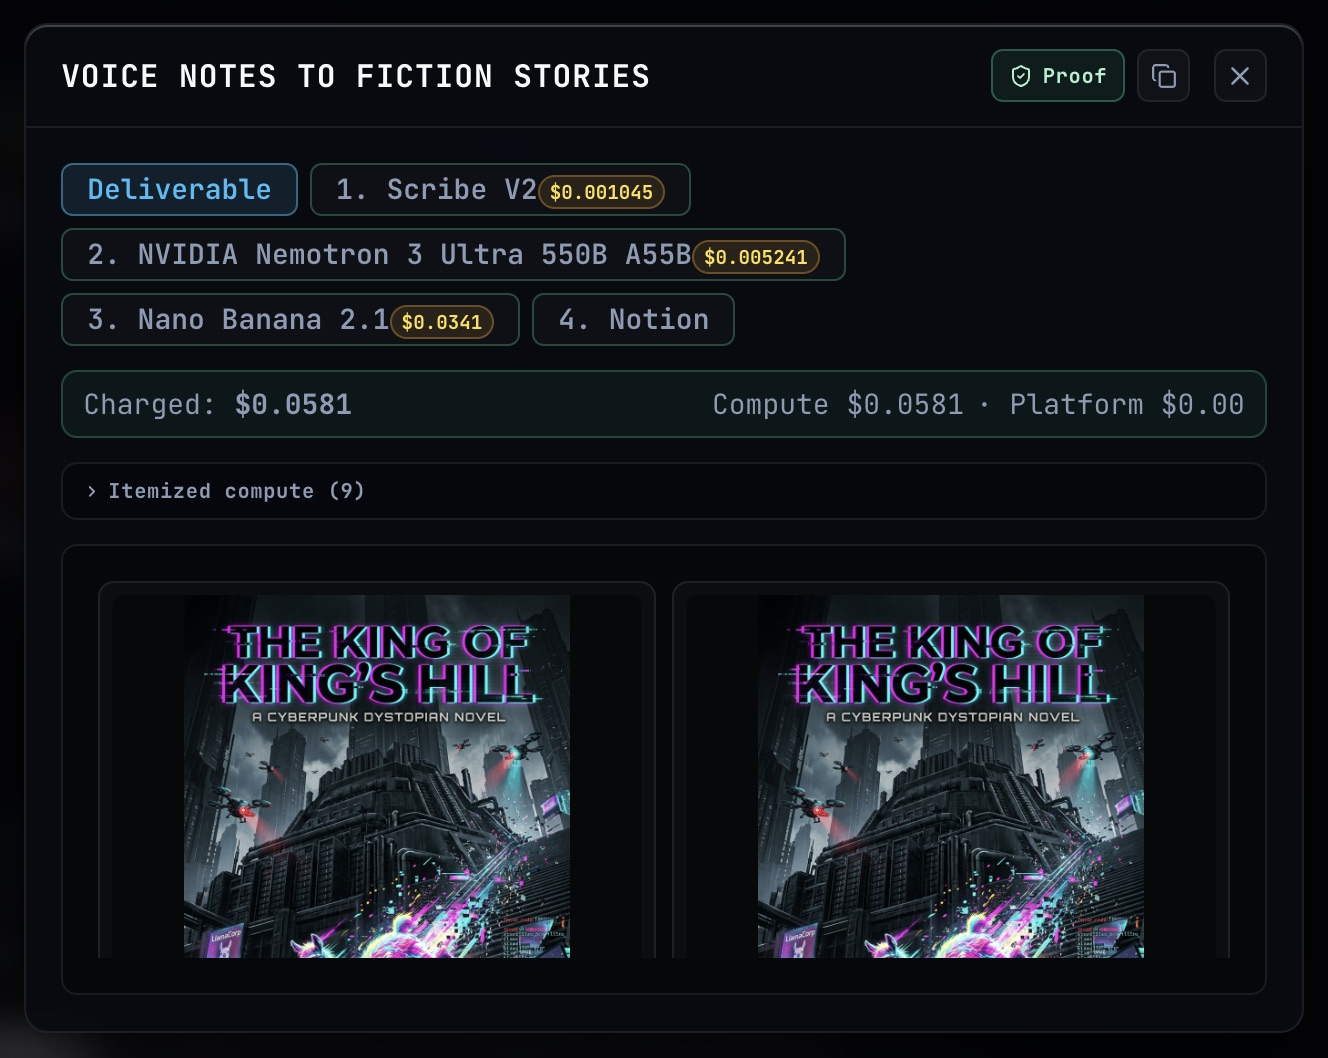 VOICE NOTES TO FICTION STORIES
Proof
Deliverable
1. Scribe V2 $0.001045
2. NVIDIA Nemotron 3 Ultra 550B A55B $0.005241
3. Nano Banana 2.1 $0.0341
4. Notion
Charged: $0.0581
Compute $0.0581 · Platform $0.00
Itemized compute (9)
THE KING OF
KING'S HILL
A CYBERPUNK DYSTOPIAN NOVEL
LlamaCorp
THE KING OF
KING'S HILL
A CYBERPUNK DYSTOPIAN NOVEL
LlamaCorp